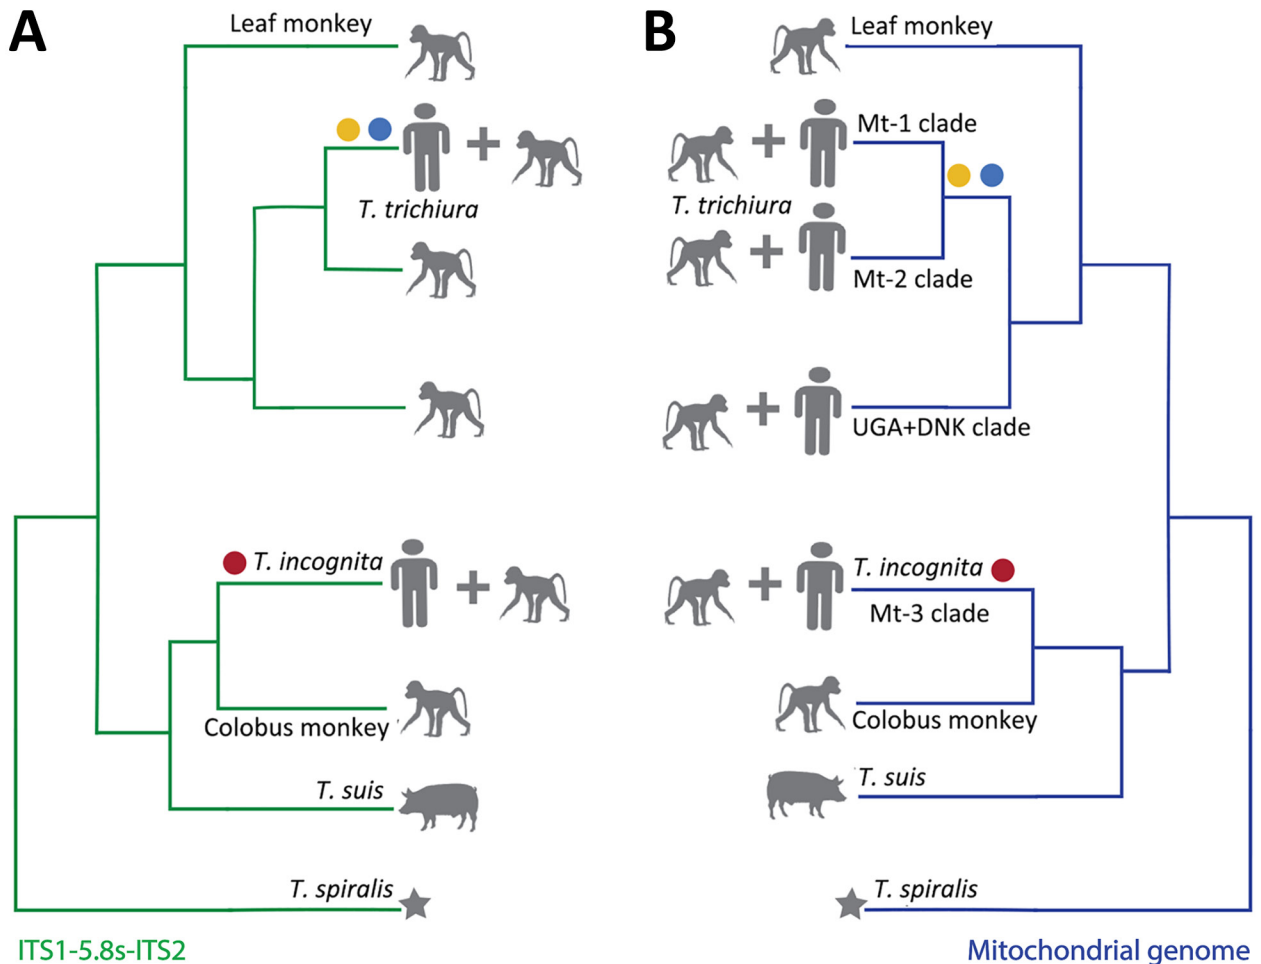 A
Leaf monkey
T. trichiura
T. incognita
Colobus monkey
T. suis
T. spiralis
ITS1-5.8s-ITS2
B
Leaf monkey
Mt-1 clade
T. trichiura
Mt-2 clade
UGA+DNK clade
T. incognita
Mt-3 clade
Colobus monkey
T. suis
T. spiralis
Mitochondrial genome